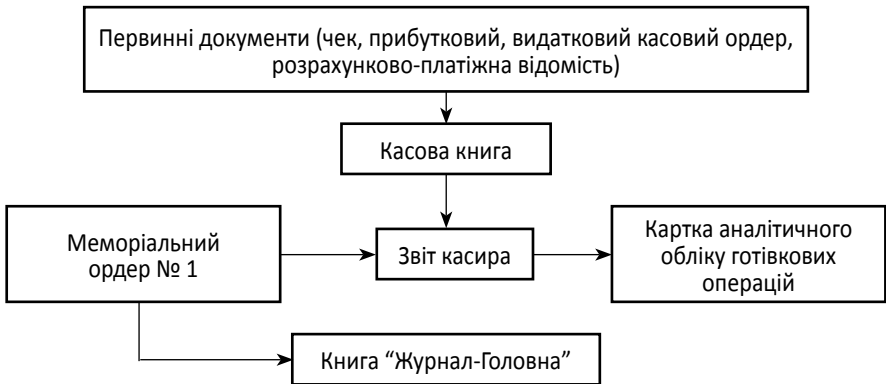 Первинні документи (чек, прибутковий, видатковий касовий ордер,
розрахунково-платіжна відомість)
Касова книга
Меморіальний
ордер № 1
Звіт касира
Картка аналітичного
обліку готівкових
операцій
Книга “Журнал-Головна”